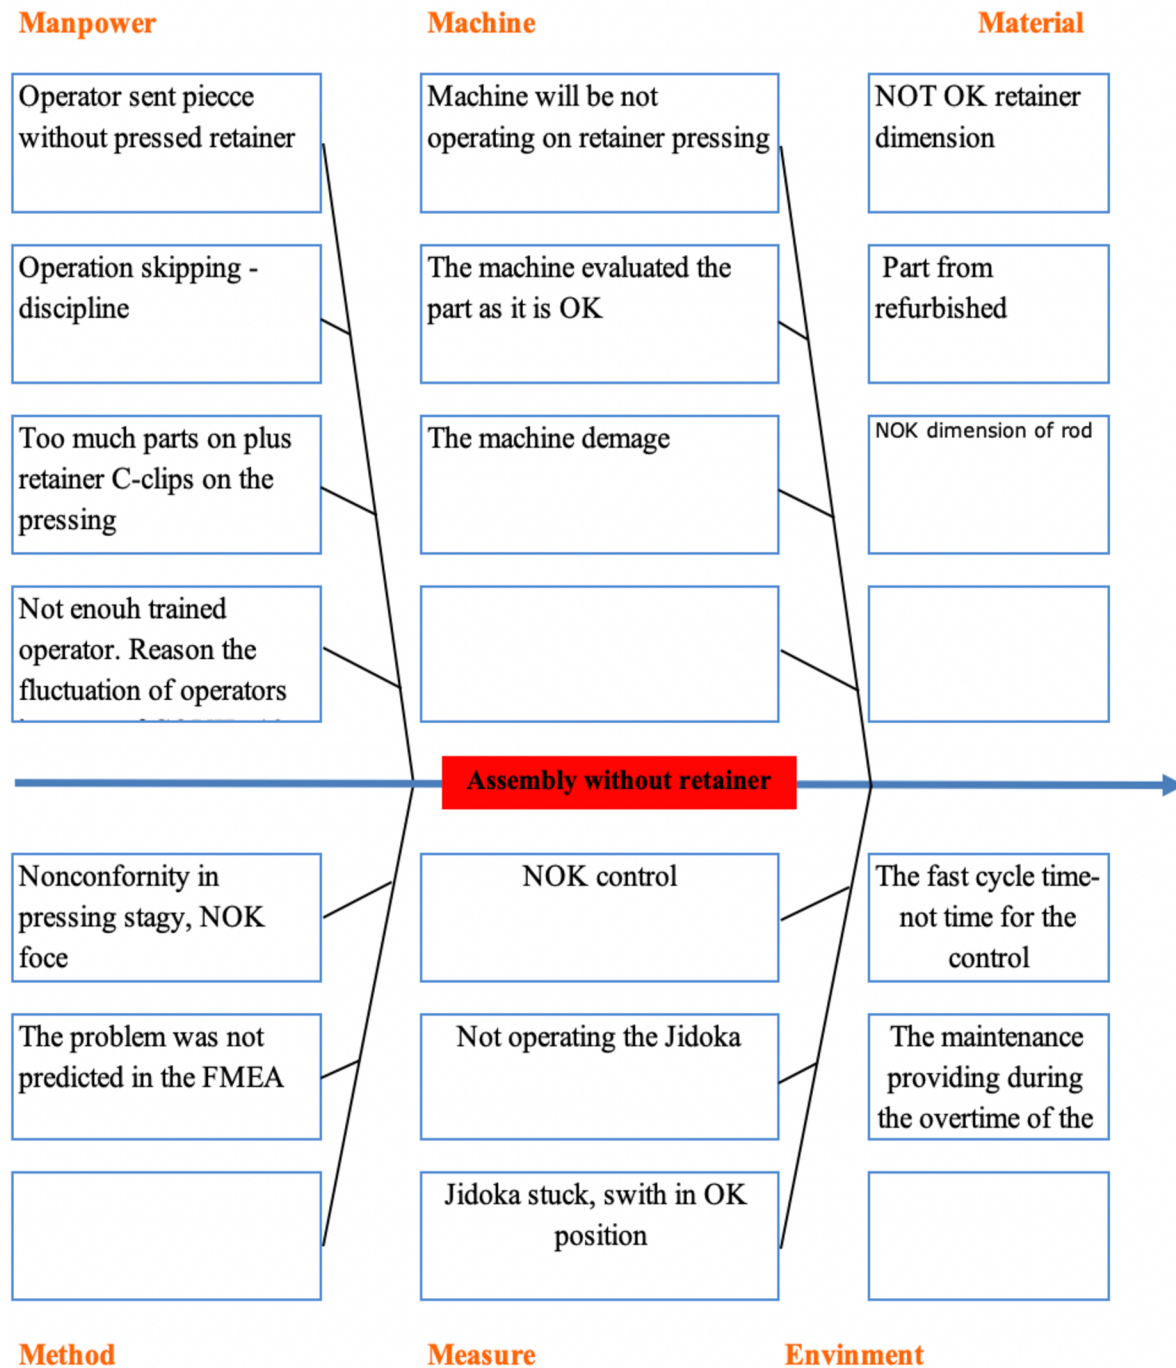 Manpower
Machine
Material
Operator sent piecce
without pressed retainer
Machine will be not
operating on retainer pressing
NOT OK retainer
dimension
Operation skipping -
discipline
The machine evaluated the
part as it is OK
Part from
refurbished
Too much parts on plus
retainer C-clips on the
pressing
The machine demage
NOK dimension of rod
Not enouh trained
operator. Reason the
fluctuation of operators
Assembly without retainer
Nonconfornity in
pressing stagy, NOK
foce
NOK control
The fast cycle time-
not time for the
control
The problem was not
predicted in the FMEA
Not operating the Jidoka
The maintenance
providing during
the overtime of the
Jidoka stuck, swith in OK
position
Method
Measure
Envinment